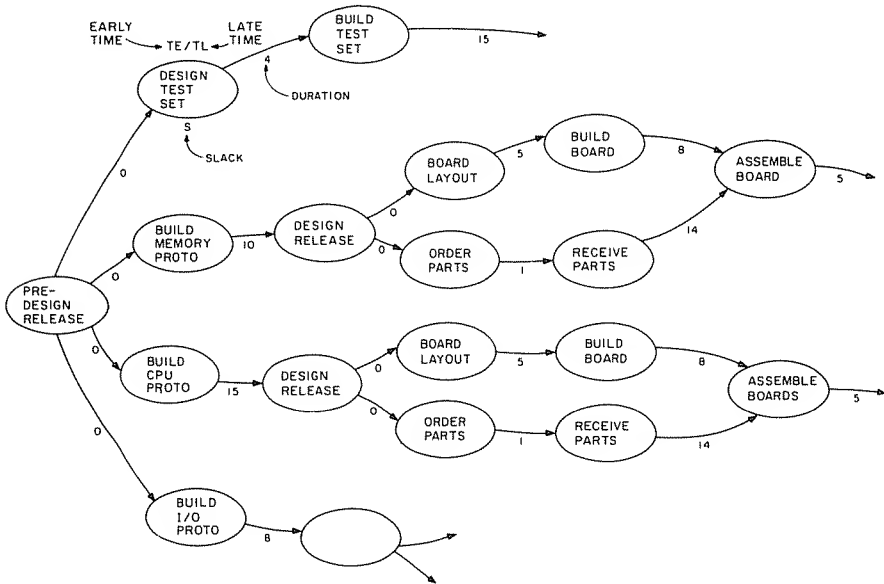 EARLY
TIME
LATE
TIME
TE/TL
BUILD
TEST
SET
15
4
DESIGN
TEST
SET
DURATION
S
SLACK
0
BOARD
LAYOUT
5
BUILD
BOARD
8
ASSEMBLE
BOARD
5
0
BUILD
MEMORY
PROTO
10
DESIGN
RELEASE
0
0
ORDER
PARTS
1
RECEIVE
PARTS
14
PRE-
DESIGN
RELEASE
0
BUILD
CPU
PROTO
15
DESIGN
RELEASE
0
BOARD
LAYOUT
5
BUILD
BOARD
8
ASSEMBLE
BOARDS
5
0
ORDER
PARTS
1
RECEIVE
PARTS
14
0
BUILD
I/O
PROTO
8